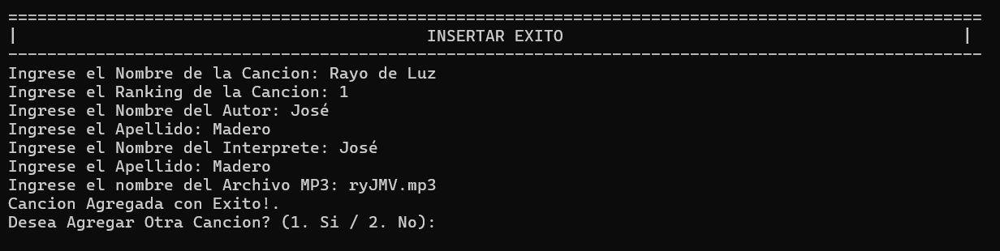 ====================================================================================================
|                                          INSERTAR EXITO                                         |
----------------------------------------------------------------------------------------------------
Ingrese el Nombre de la Cancion: Rayo de Luz
Ingrese el Ranking de la Cancion: 1
Ingrese el Nombre del Autor: José
Ingrese el Apellido: Madero
Ingrese el Nombre del Interprete: José
Ingrese el Apellido: Madero
Ingrese el nombre del Archivo MP3: ryJMV.mp3
Cancion Agregada con Exito!.
Desea Agregar Otra Cancion? (1. Si / 2. No):